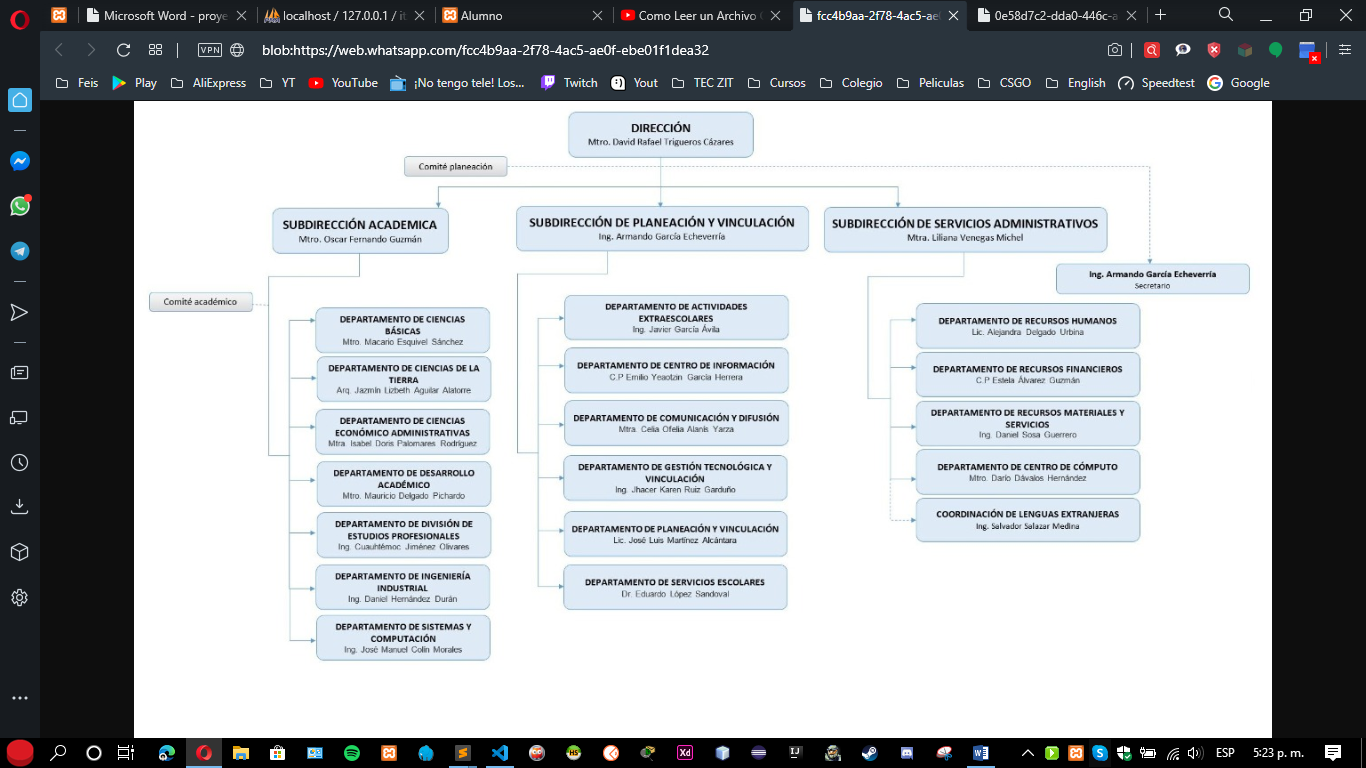 Microsoft Word - proye
localhost / 127.0.0.1 / it
Alumno
Como Leer un Archivo
fcc4b9aa-2f78-4ac5-ae
0e58d7c2-dda0-446c-a
VPN
blob:https://web.whatsapp.com/fcc4b9aa-2f78-4ac5-ae0f-ebe01f1dea32
Feis
Play
AliExpress
YT
YouTube
¡No tengo tele! Los...
Twitch
Yout
TEC ZIT
Cursos
Colegio
Peliculas
CSGO
English
Speedtest
Google
DIRECCIÓN
Mtro. David Rafael Trigueros Cázares
Comité planeación
SUBDIRECCIÓN ACADEMICA
Mtro. Oscar Fernando Guzmán
SUBDIRECCIÓN DE PLANEACIÓN Y VINCULACIÓN
Ing. Armando García Echeverría
SUBDIRECCIÓN DE SERVICIOS ADMINISTRATIVOS
Mtra. Liliana Venegas Michel
Ing. Armando García Echeverría
Secretario
Comité académico
DEPARTAMENTO DE CIENCIAS
BÁSICAS
Mtro. Macario Esquivel Sánchez
DEPARTAMENTO DE CIENCIAS DE LA
TIERRA
Arq. Jazmín Lizbeth Aguilar Alatorre
DEPARTAMENTO DE CIENCIAS
ECONÓMICO ADMINISTRATIVAS
Mtra. Isabel Doris Palomares Rodríguez
DEPARTAMENTO DE DESARROLLO
ACADÉMICO
Mtro. Mauricio Delgado Pichardo
DEPARTAMENTO DE DIVISIÓN DE
ESTUDIOS PROFESIONALES
Ing. Cuauhtémoc Jiménez Olivares
DEPARTAMENTO DE INGENIERÍA
INDUSTRIAL
Ing. Daniel Hernández Durán
DEPARTAMENTO DE SISTEMAS Y
COMPUTACIÓN
Ing. José Manuel Colín Morales
DEPARTAMENTO DE ACTIVIDADES
EXTRAESCOLARES
Ing. Javier García Ávila
DEPARTAMENTO DE CENTRO DE INFORMACIÓN
C.P Emilio Yeaotzin García Herrera
DEPARTAMENTO DE COMUNICACIÓN Y DIFUSIÓN
Mtra. Celia Ofelia Alanís Yarza
DEPARTAMENTO DE GESTIÓN TECNOLÓGICA Y
VINCULACIÓN
Ing. Jhacer Karen Ruiz Garduño
DEPARTAMENTO DE PLANEACIÓN Y VINCULACIÓN
Lic. José Luis Martínez Alcántara
DEPARTAMENTO DE SERVICIOS ESCOLARES
Dr. Eduardo López Sandoval
DEPARTAMENTO DE RECURSOS HUMANOS
Lic. Alejandra Delgado Urbina
DEPARTAMENTO DE RECURSOS FINANCIEROS
C.P Estela Álvarez Guzmán
DEPARTAMENTO DE RECURSOS MATERIALES Y
SERVICIOS
Ing. Daniel Sosa Guerrero
DEPARTAMENTO DE CENTRO DE CÓMPUTO
Mtro. Darío Dávalos Hernández
COORDINACIÓN DE LENGUAS EXTRANJERAS
Ing. Salvador Salazar Medina
ESP
5:23 p. m.